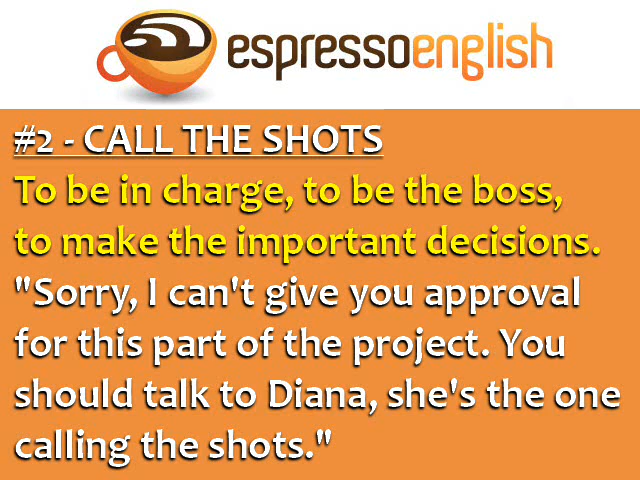 espressoenglish
#2 - CALL THE SHOTS
To be in charge, to be the boss,
to make the important decisions.
"Sorry, I can't give you approval
for this part of the project. You
should talk to Diana, she's the one
calling the shots."